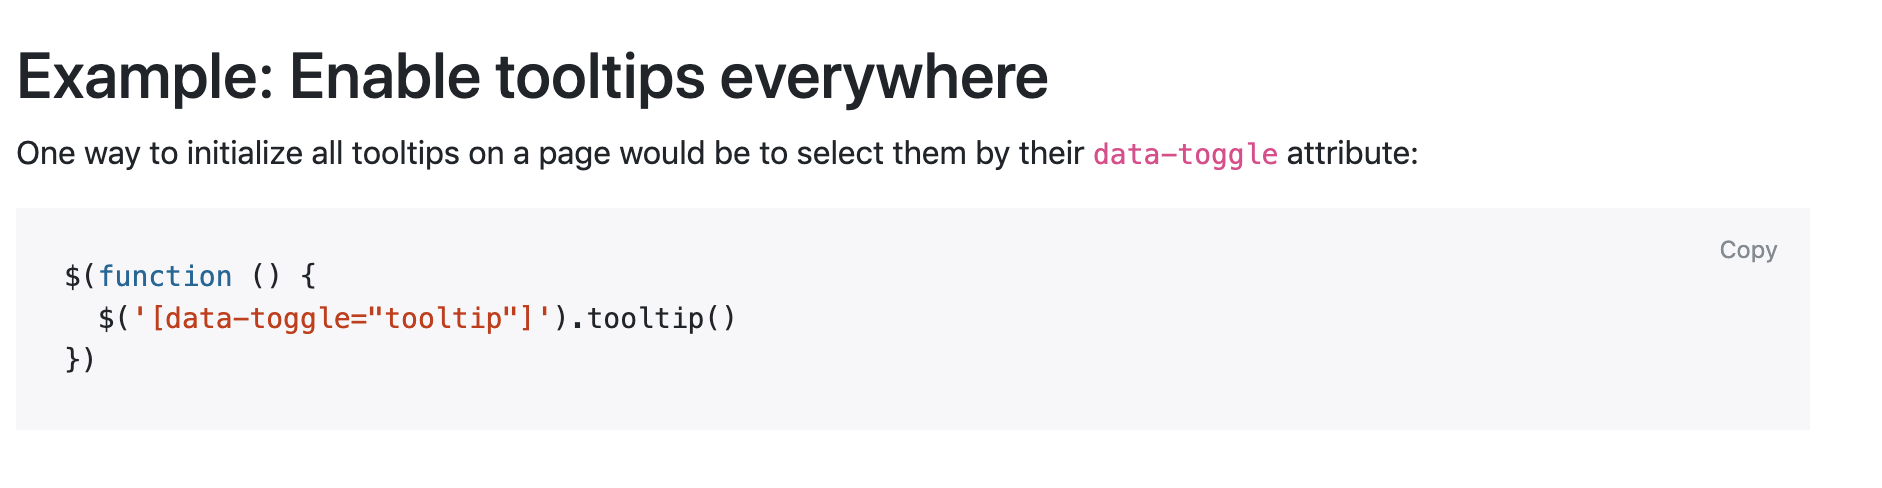 Example: Enable tooltips everywhere
One way to initialize all tooltips on a page would be to select them by their data-toggle attribute:
Copy
$(function () {
  $('[data-toggle="tooltip"]').tooltip()
})